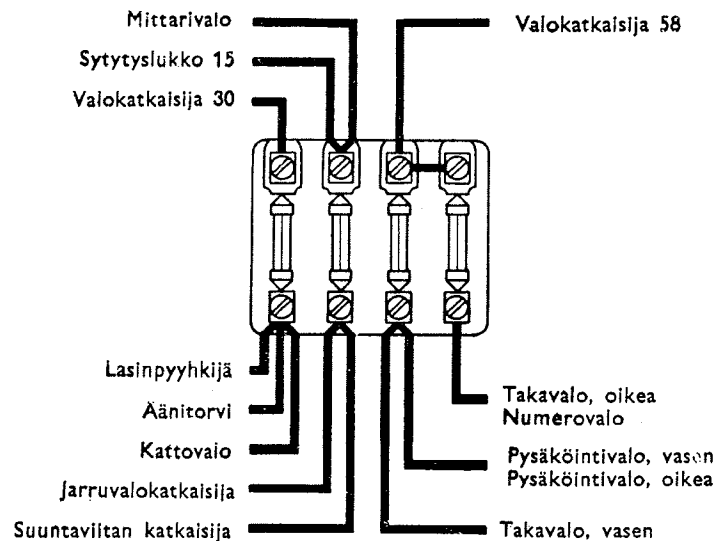 Mittarivalo
Sytytyslukko 15
Valokatkaisija 30
Valokatkaisija 58
Lasinpyyhkijä
Äänitorvi
Kattovalo
Jarruvalokatkaisija
Suuntaviitan katkaisija
Takavalo, oikea
Numerovalo
Pysäköintivalo, vasen
Pysäköintivalo, oikea
Takavalo, vasen